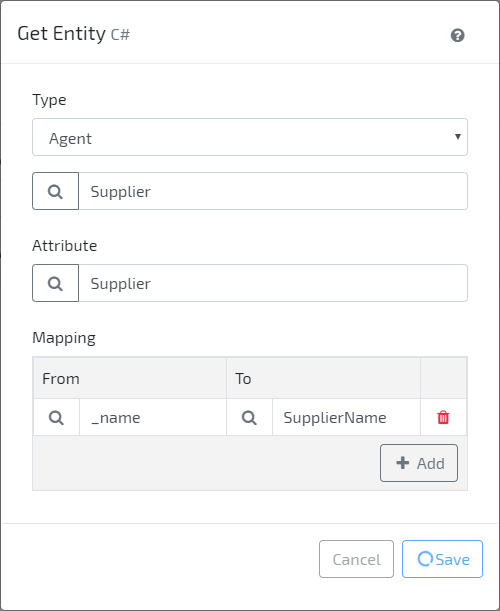 Get Entity C#
Type
Agent
Supplier
Attribute
Supplier
Mapping
From To
_name SupplierName
Add
Cancel Save